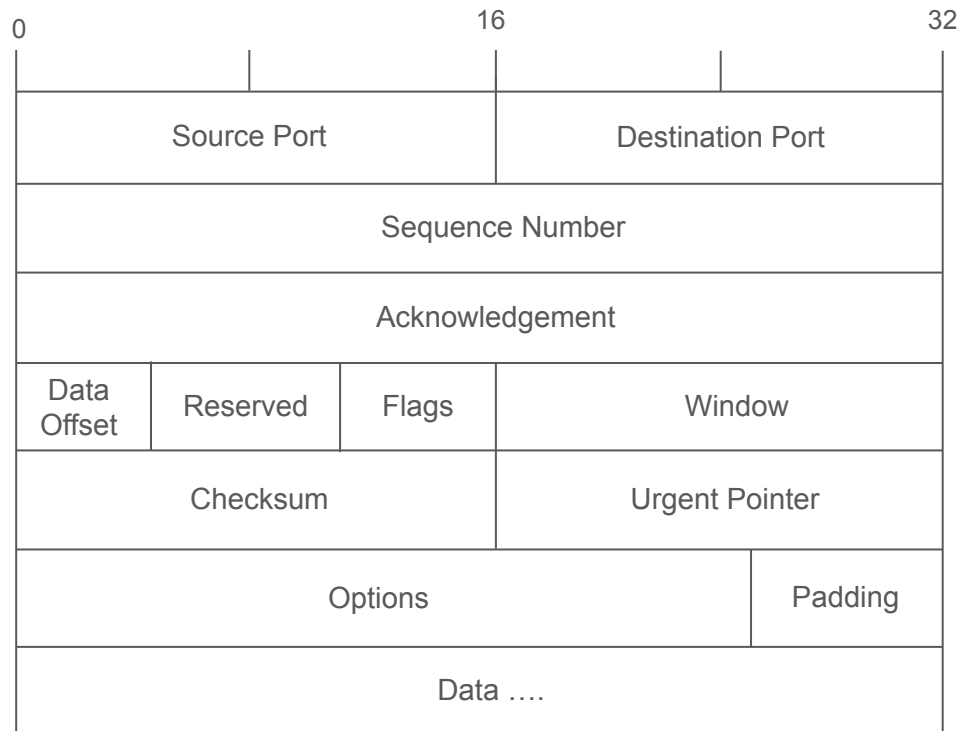 0
16
32
Source Port
Destination Port
Sequence Number
Acknowledgement
Data
Offset
Reserved
Flags
Window
Checksum
Urgent Pointer
Options
Padding
Data ....